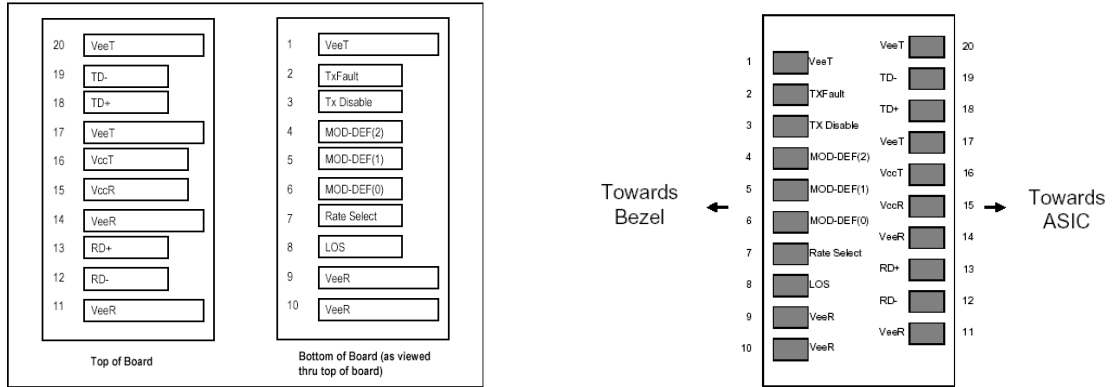 20 VeeT
19 TD-
18 TD+
17 VeeT
16 VccT
15 VccR
14 VeeR
13 RD+
12 RD-
11 VeeR
Top of Board
1 VeeT
2 TxFault
3 Tx Disable
4 MOD-DEF(2)
5 MOD-DEF(1)
6 MOD-DEF(0)
7 Rate Select
8 LOS
9 VeeR
10 VeeR
Bottom of Board (as viewed
thru top of board)
Towards
Bezel
1 VeeT
2 TXFault
3 TX Disable
4 MOD-DEF(2)
5 MOD-DEF(1)
6 MOD-DEF(0)
7 Rate Select
8 LOS
9 VeeR
10 VeeR
VeeT 20
TD- 19
TD+ 18
VeeT 17
VccT 16
VccR 15
VeeR 14
RD+ 13
RD- 12
VeeR 11
Towards
ASIC